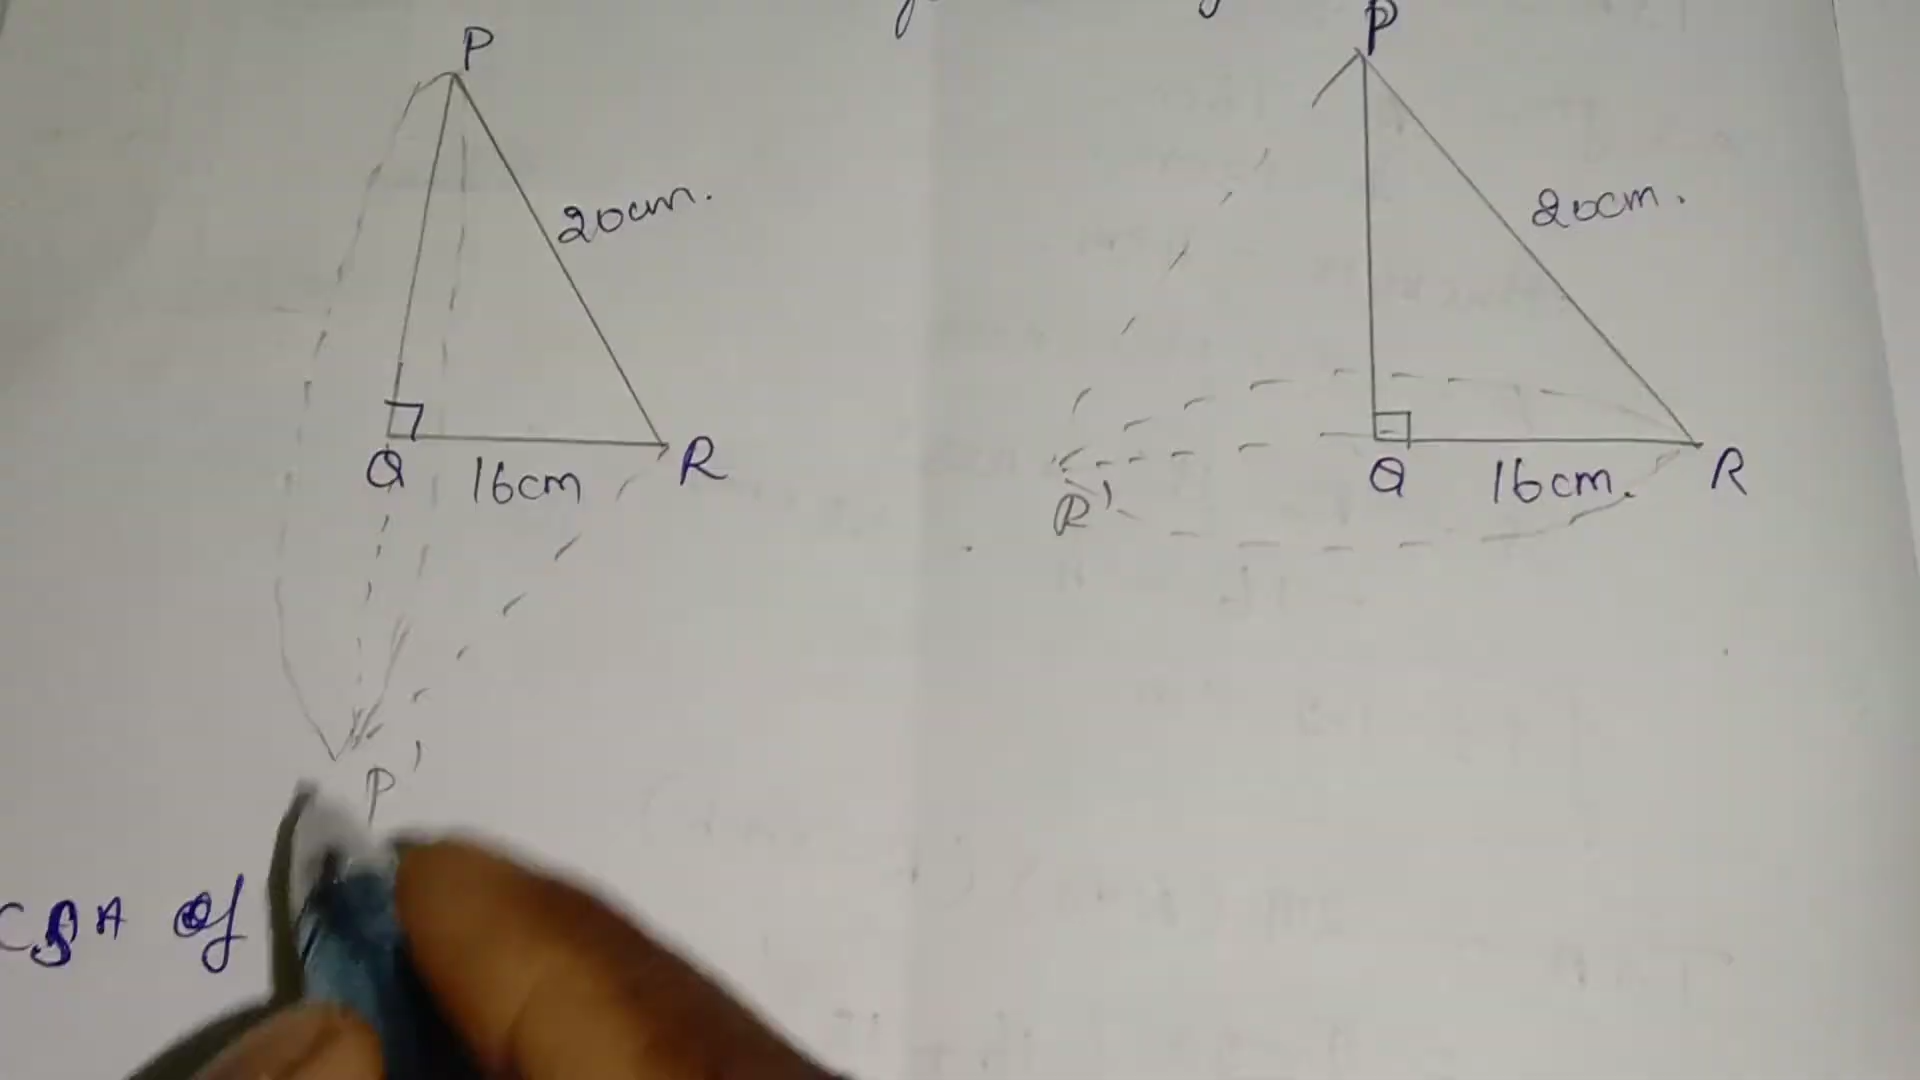 P
20cm.
Q
16cm
R
P'
P
20cm.
R'
Q
16cm.
R
CSA Of